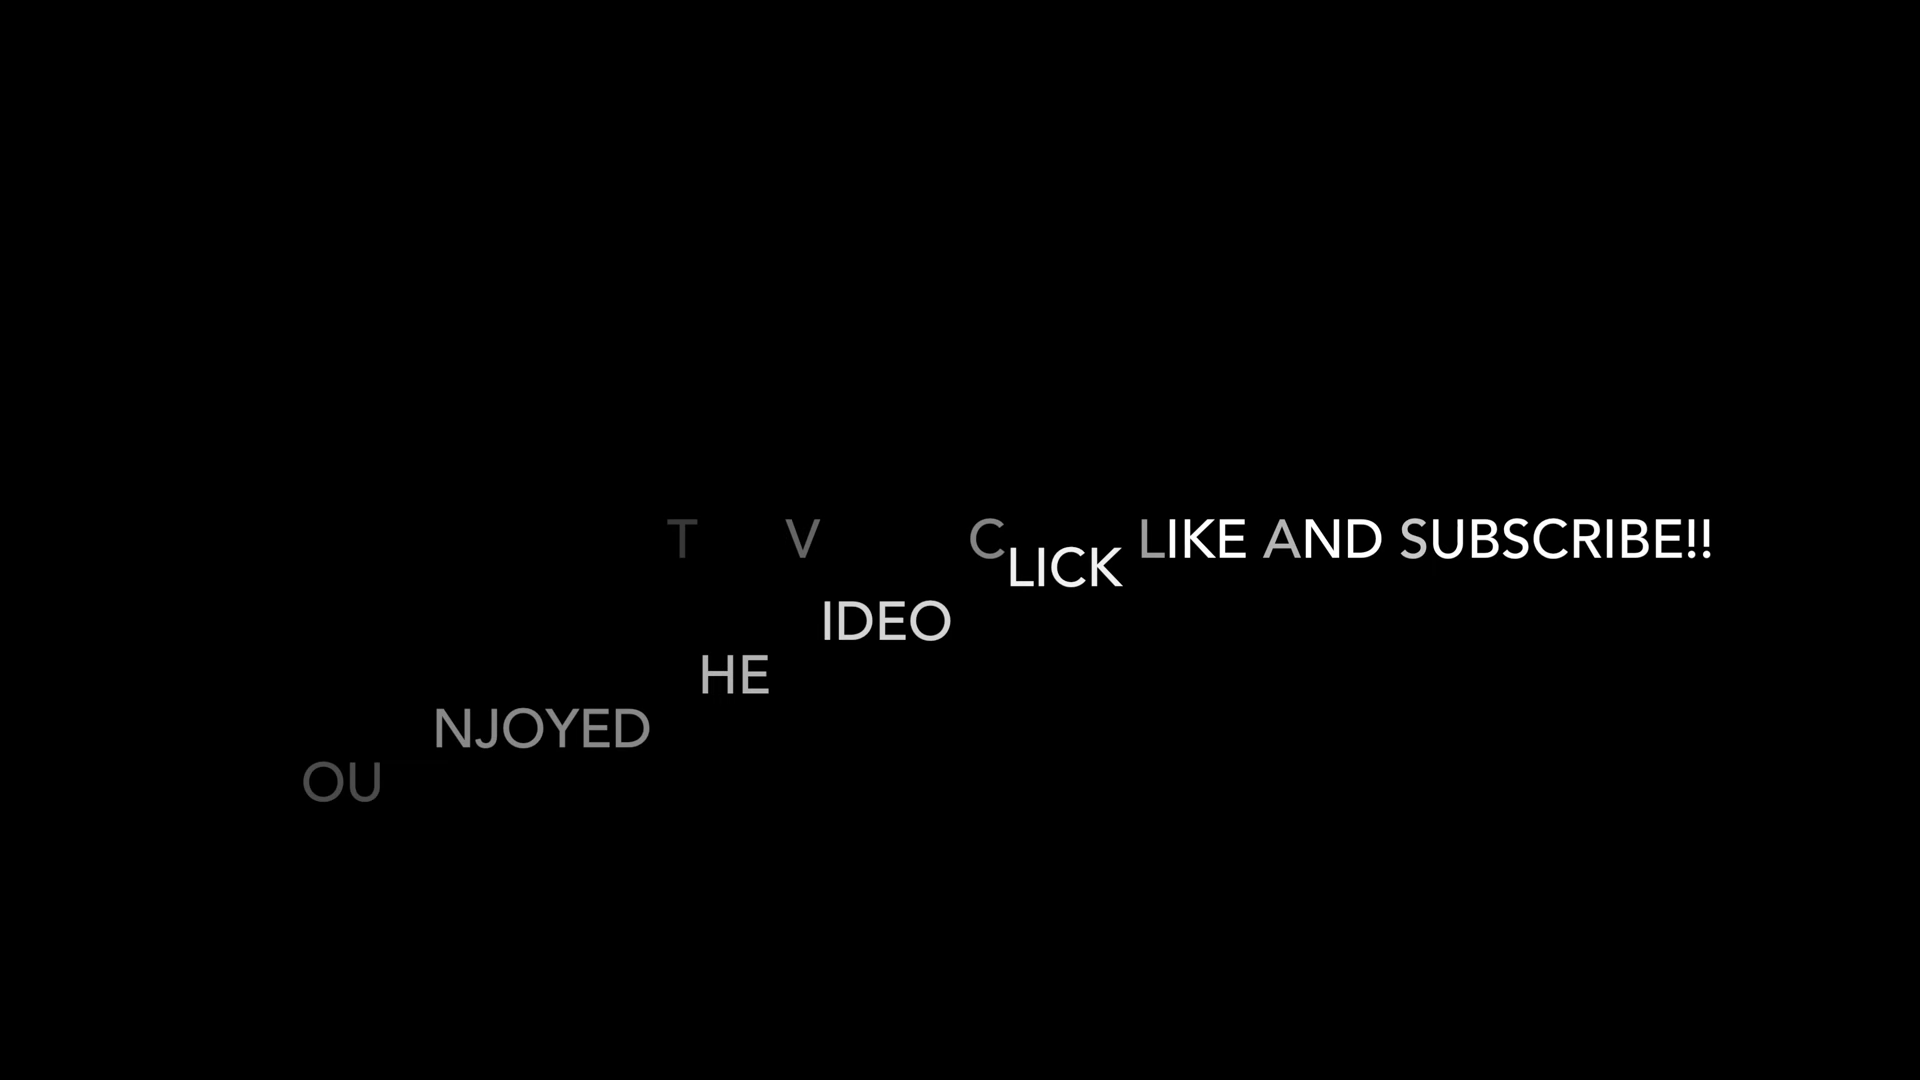 T V C LIKE AND SUBSCRIBE!!
LICK
IDEO
HE
NJOYED
OU